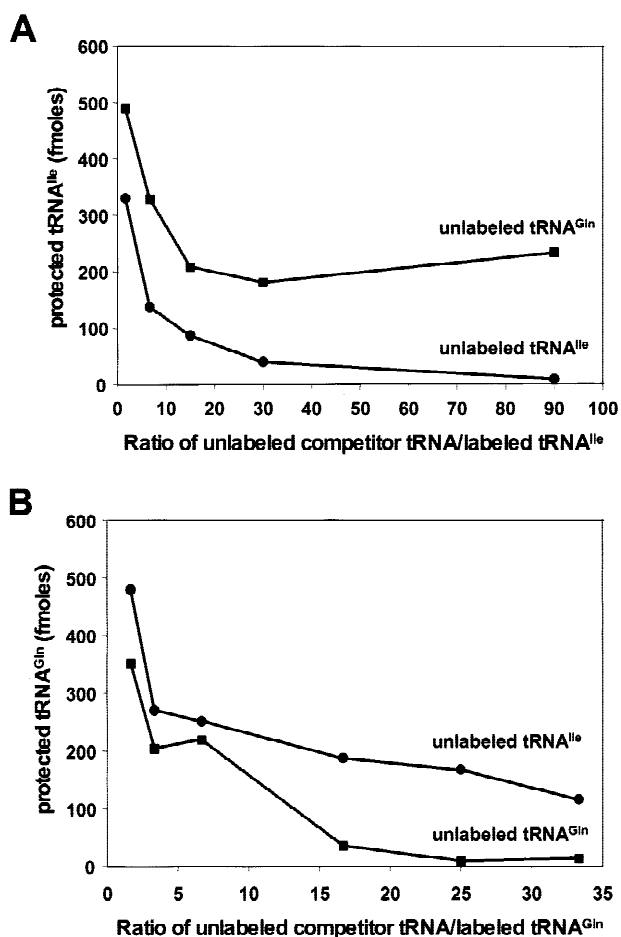 A
600
500
400
300
200
100
0
protected tRNA^Ile (fmoles)
unlabeled tRNA^Gln
unlabeled tRNA^Ile
0 10 20 30 40 50 60 70 80 90 100
Ratio of unlabeled competitor tRNA/labeled tRNA^Ile
B
600
500
400
300
200
100
0
protected tRNA^Gln (fmoles)
unlabeled tRNA^Ile
unlabeled tRNA^Gln
0 5 10 15 20 25 30 35
Ratio of unlabeled competitor tRNA/labeled tRNA^Gln